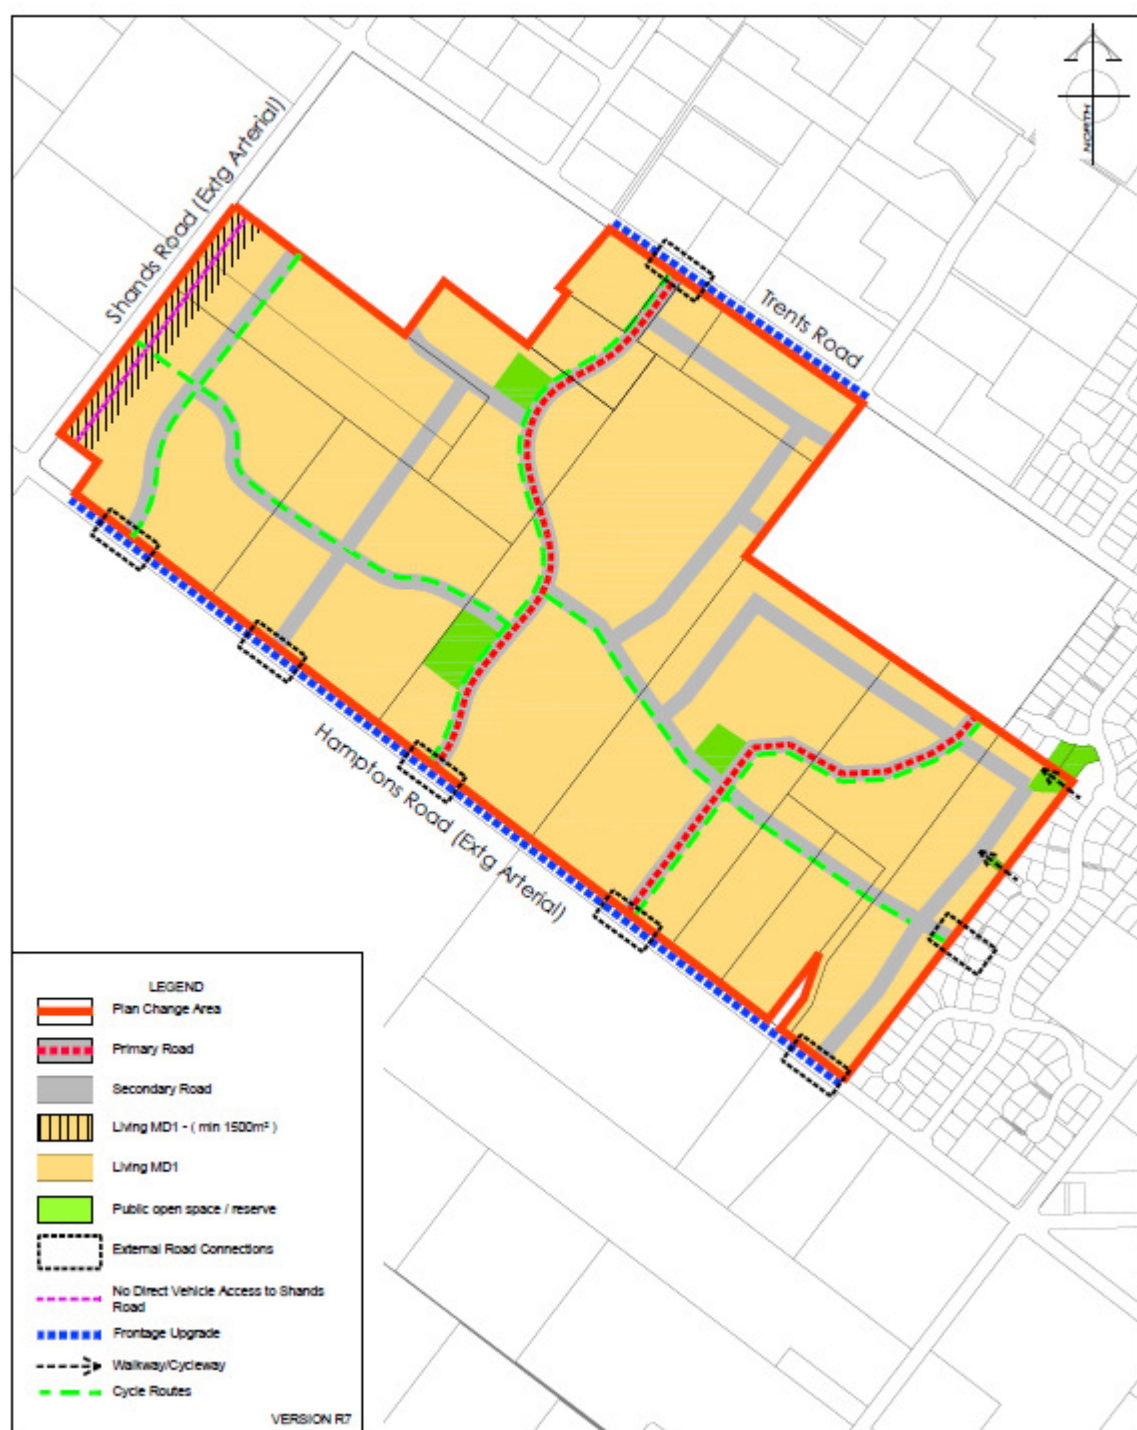 NORTH
Shands Road (Extg Arterial)
Trents Road
Hamptons Road (Extg Arterial)
LEGEND
Plan Change Area
Primary Road
Secondary Road
Living MD1 - ( min 1500m² )
Living MD1
Public open space / reserve
External Road Connections
No Direct Vehicle Access to Shands
Road
Frontage Upgrade
Walkway/Cycleway
Cycle Routes
VERSION R7